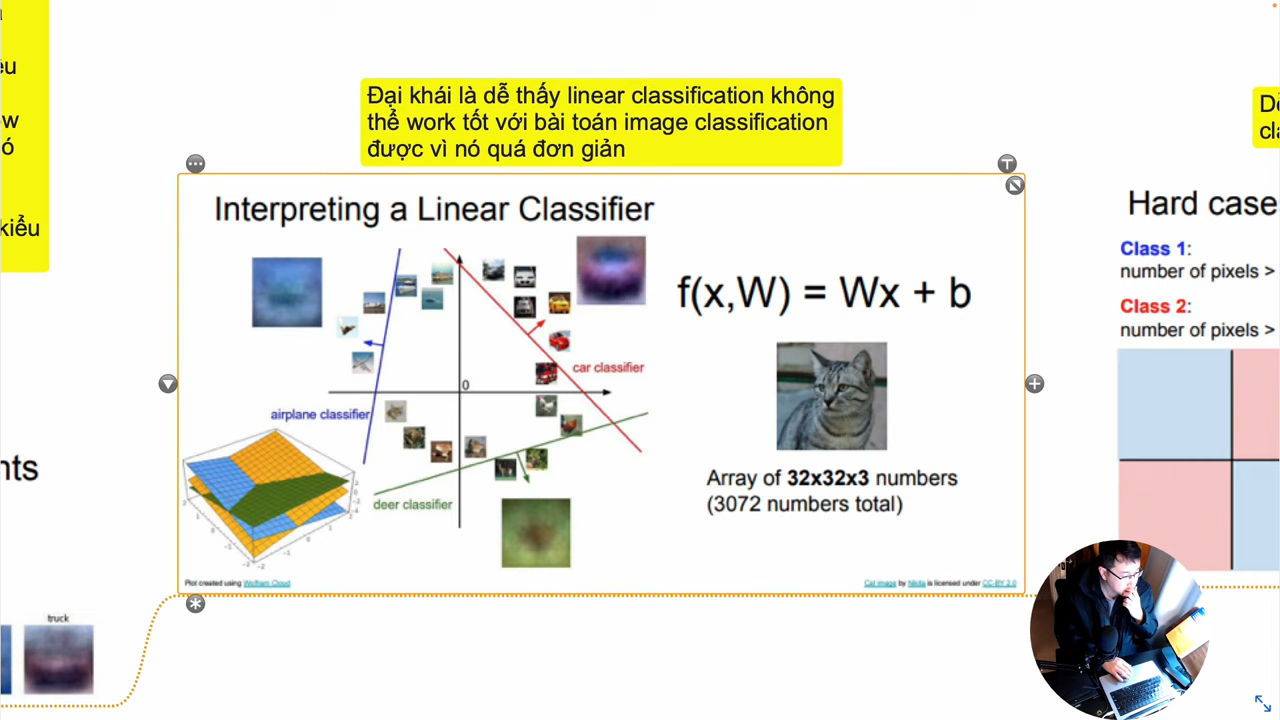 ều
w
ó
kiểu
nts
truck
Đại khái là dễ thấy linear classification không
thể work tốt với bài toán image classification
được vì nó quá đơn giản
T
Interpreting a Linear Classifier
f(x,W) = Wx + b
0
car classifier
airplane classifier
deer classifier
Array of 32x32x3 numbers
(3072 numbers total)
Plot created using Wolfram Cloud
Cat image by Nikita is licensed under CC-BY 2.0
Hard case
Class 1:
number of pixels >
Class 2:
number of pixels >